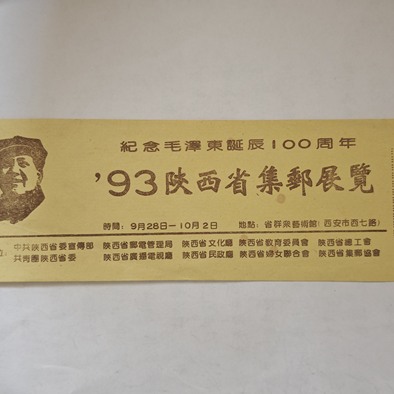 紀念毛澤東誕辰100周年
'93陝西省集郵展覽
時間:9月28日—10月2日 地點:省群衆藝術館(西安市西七路)
位: 中共陝西省委宣傳部 陝西省郵電管理局 陝西省文化廳 陝西省教育委員會 陝西省總工會
共青團陝西省委 陝西省廣播電視廳 陝西省民政廳 陝西省婦女聯合會 陝西省集郵協會